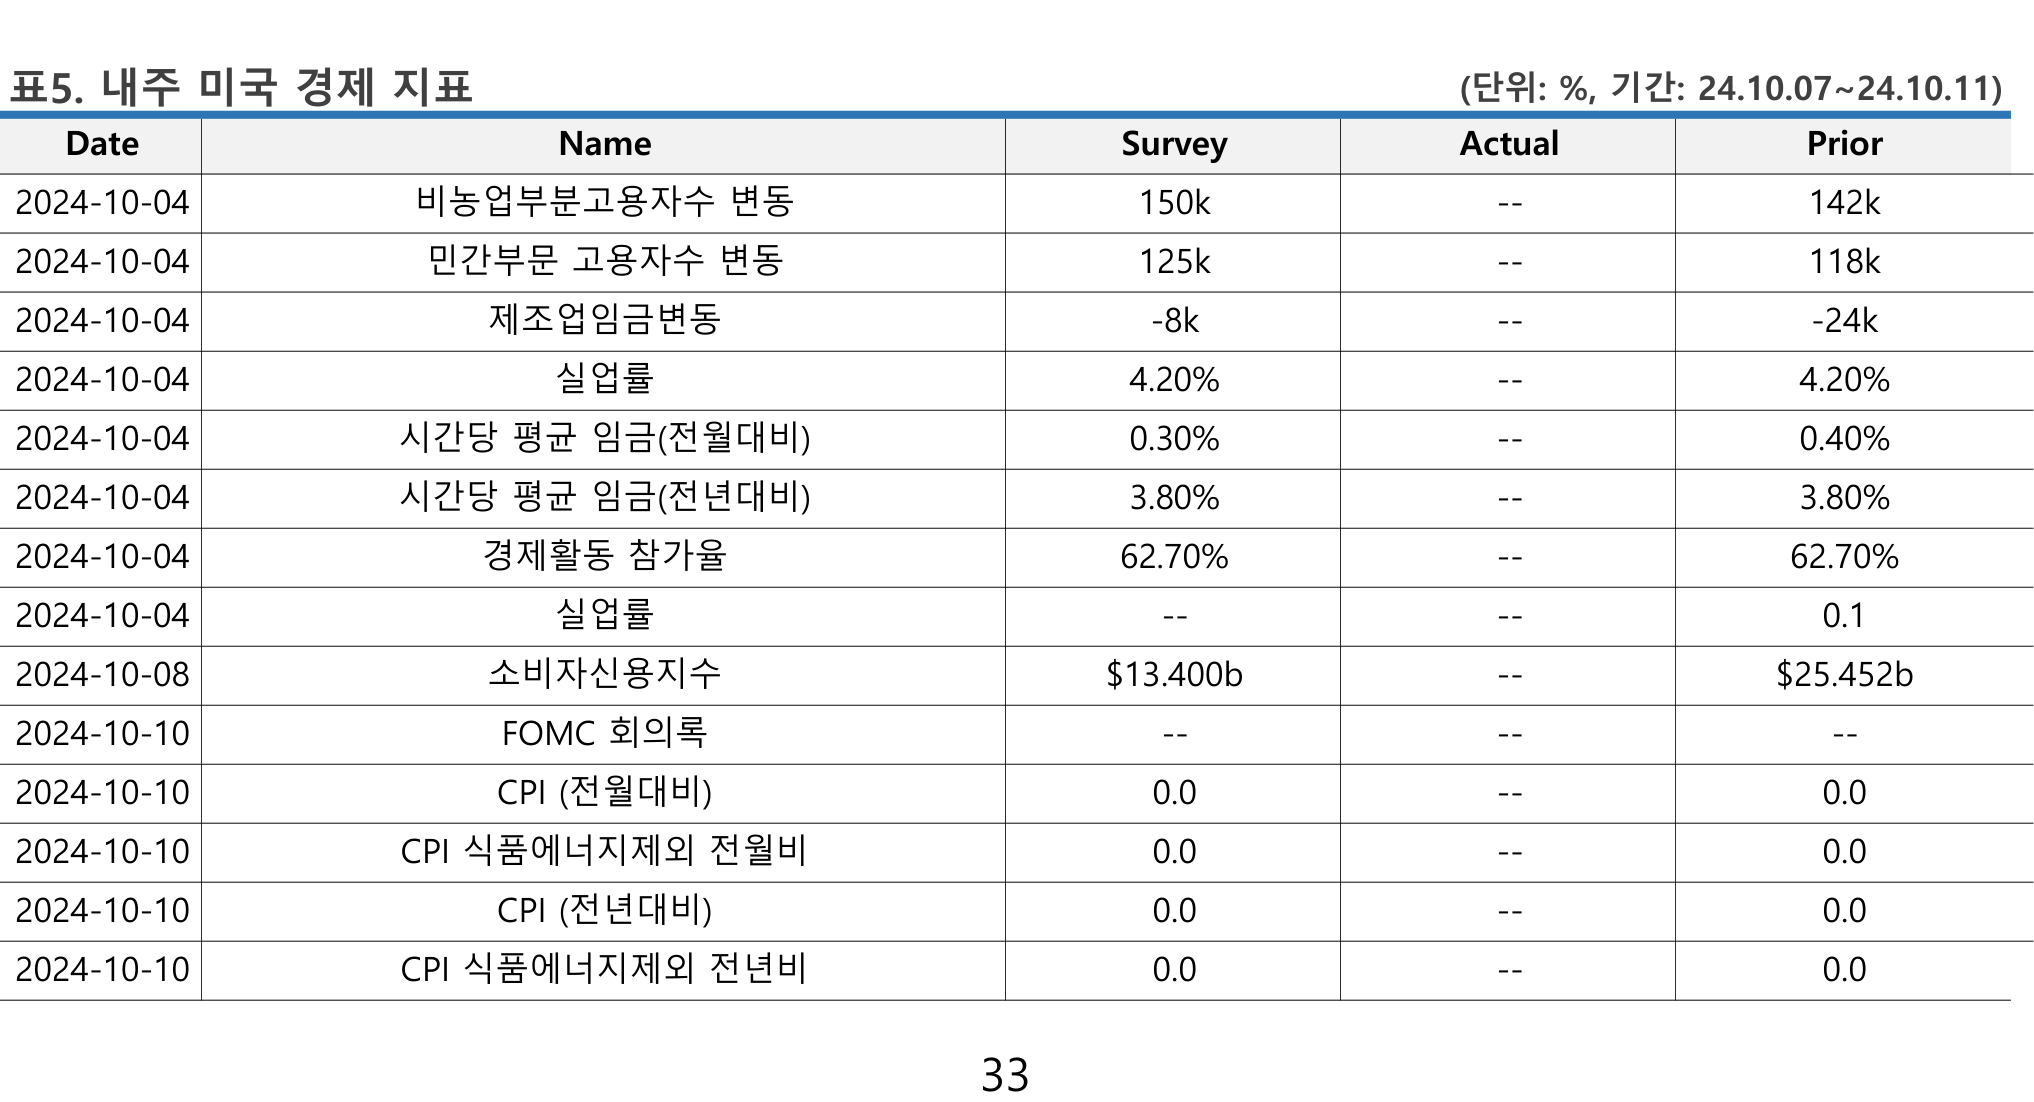 표5. 내주 미국 경제 지표 (단위: %, 기간: 24.10.07~24.10.11)
Date Name Survey Actual Prior
2024-10-04 비농업부분고용자수 변동 150k -- 142k
2024-10-04 민간부문 고용자수 변동 125k -- 118k
2024-10-04 제조업임금변동 -8k -- -24k
2024-10-04 실업률 4.20% -- 4.20%
2024-10-04 시간당 평균 임금(전월대비) 0.30% -- 0.40%
2024-10-04 시간당 평균 임금(전년대비) 3.80% -- 3.80%
2024-10-04 경제활동 참가율 62.70% -- 62.70%
2024-10-04 실업률 -- -- 0.1
2024-10-08 소비자신용지수 $13.400b -- $25.452b
2024-10-10 FOMC 회의록 -- -- --
2024-10-10 CPI (전월대비) 0.0 -- 0.0
2024-10-10 CPI 식품에너지제외 전월비 0.0 -- 0.0
2024-10-10 CPI (전년대비) 0.0 -- 0.0
2024-10-10 CPI 식품에너지제외 전년비 0.0 -- 0.0
33